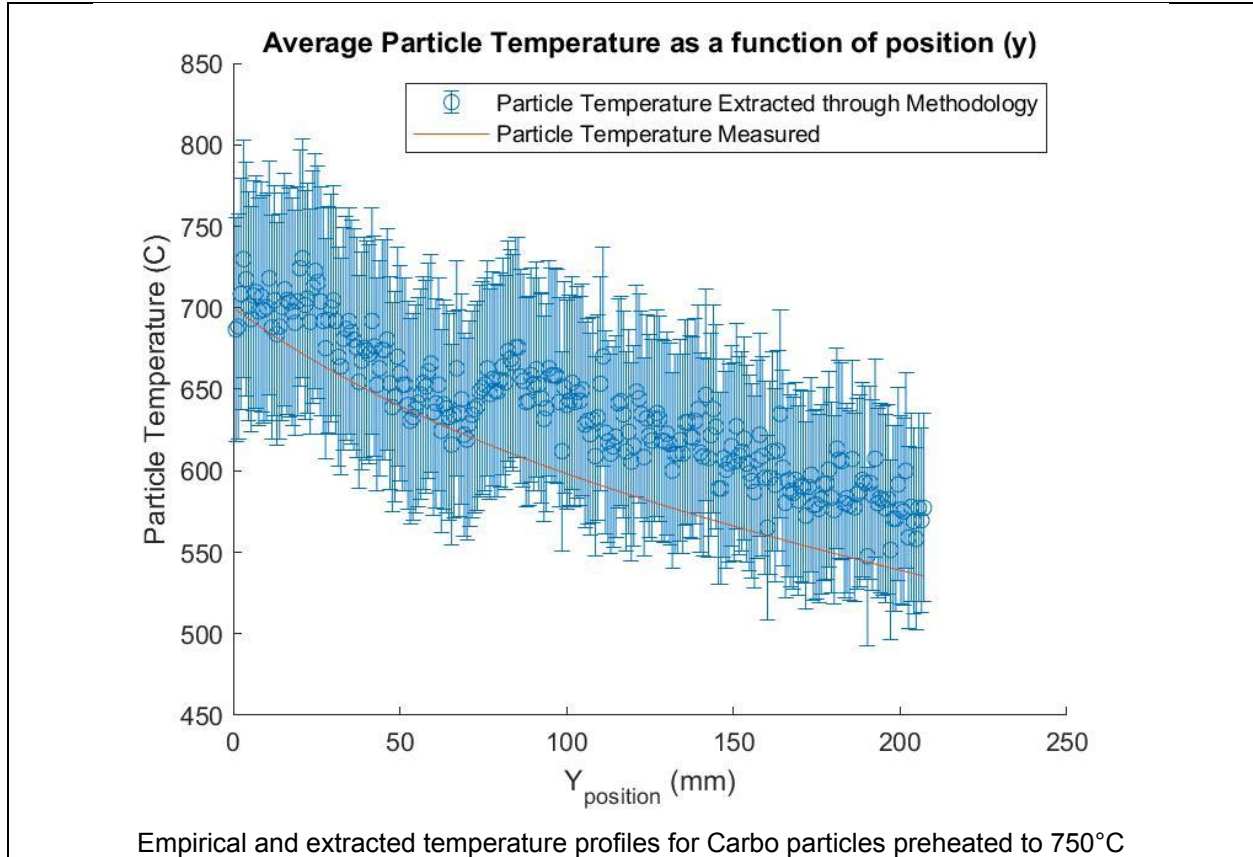 Average Particle Temperature as a function of position (y)
Particle Temperature Extracted through Methodology
Particle Temperature Measured
Particle Temperature (C)
850
800
750
700
650
600
550
500
450
0
50
100
150
200
250
Yposition (mm)
Empirical and extracted temperature profiles for Carbo particles preheated to 750°C